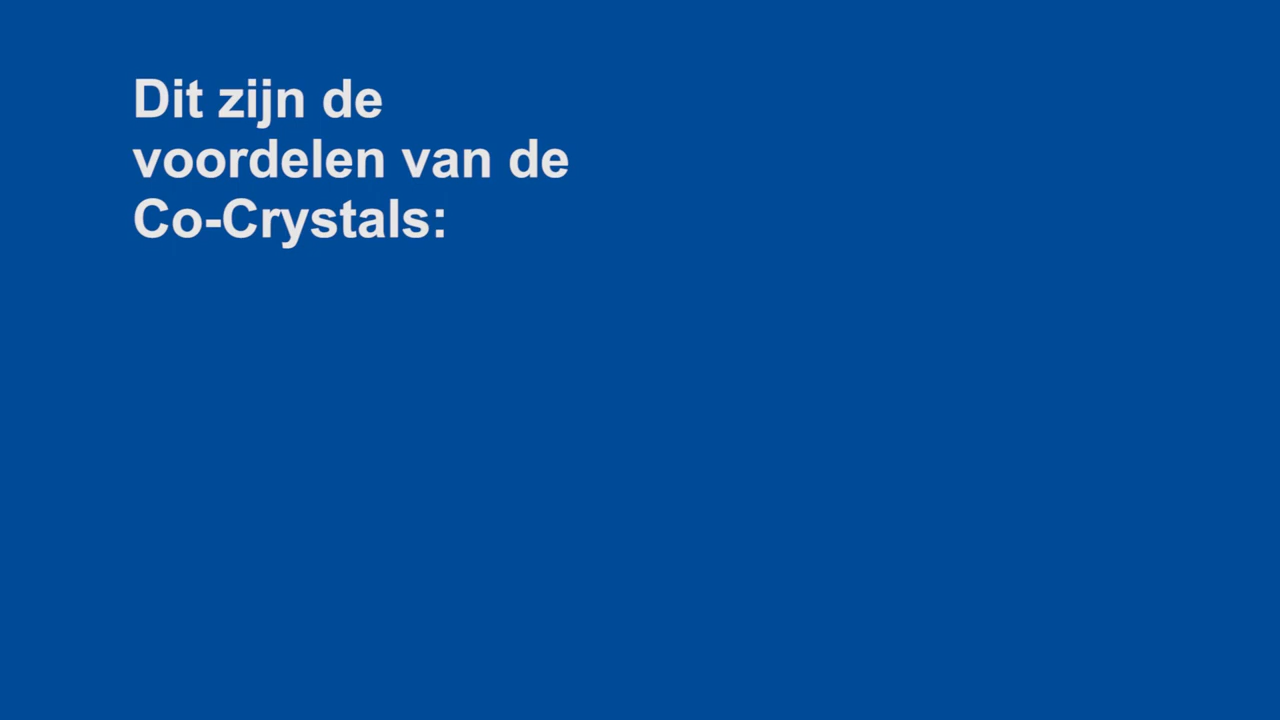 Dit zijn de
voordelen van de
Co-Crystals: